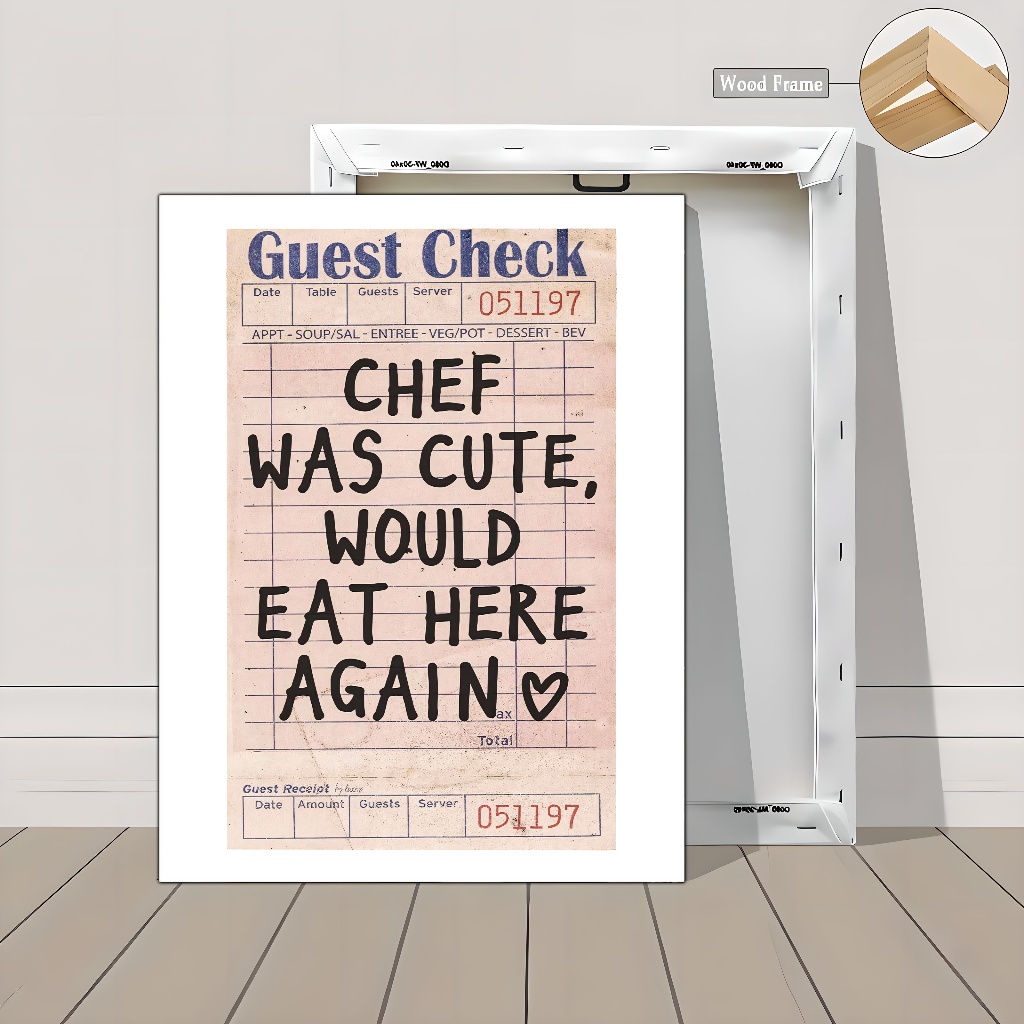 Wood Frame
Guest Check
Date Table Guests Server 051197
APPT - SOUP/SAL - ENTREE - VEG/POT - DESSERT - BEV
CHEF
WAS CUTE,
WOULD
EAT HERE
AGAIN♡
Total
Guest Receipt
Date Amount Guests Server 051197